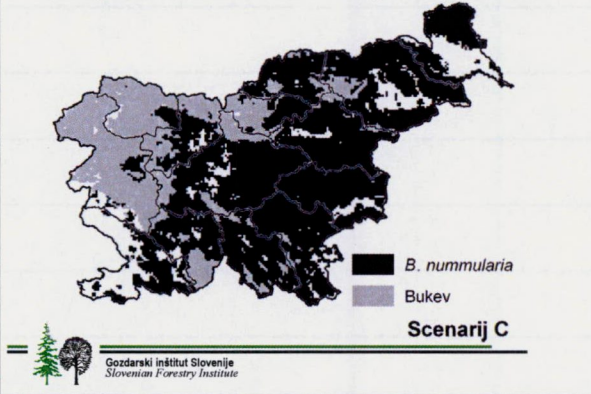 B. nummularia
Bukev
Scenarij C
Gozdarski inštitut Slovenije
Slovenian Forestry Institute